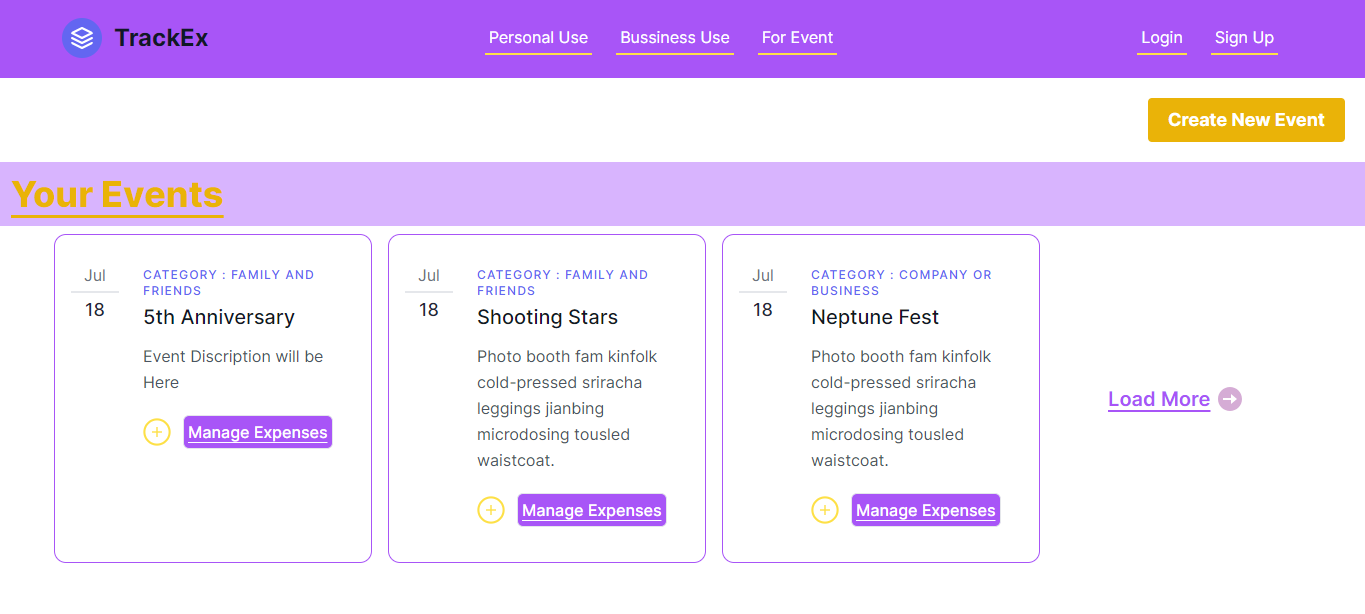 TrackEx
Personal Use
Bussiness Use
For Event
Login
Sign Up
Create New Event
Your Events
Jul
18
CATEGORY : FAMILY AND
FRIENDS
5th Anniversary
Event Discription will be
Here
Manage Expenses
Jul
18
CATEGORY : FAMILY AND
FRIENDS
Shooting Stars
Photo booth fam kinfolk
cold-pressed sriracha
leggings jianbing
microdosing tousled
waistcoat.
Manage Expenses
Jul
18
CATEGORY : COMPANY OR
BUSINESS
Neptune Fest
Photo booth fam kinfolk
cold-pressed sriracha
leggings jianbing
microdosing tousled
waistcoat.
Manage Expenses
Load More